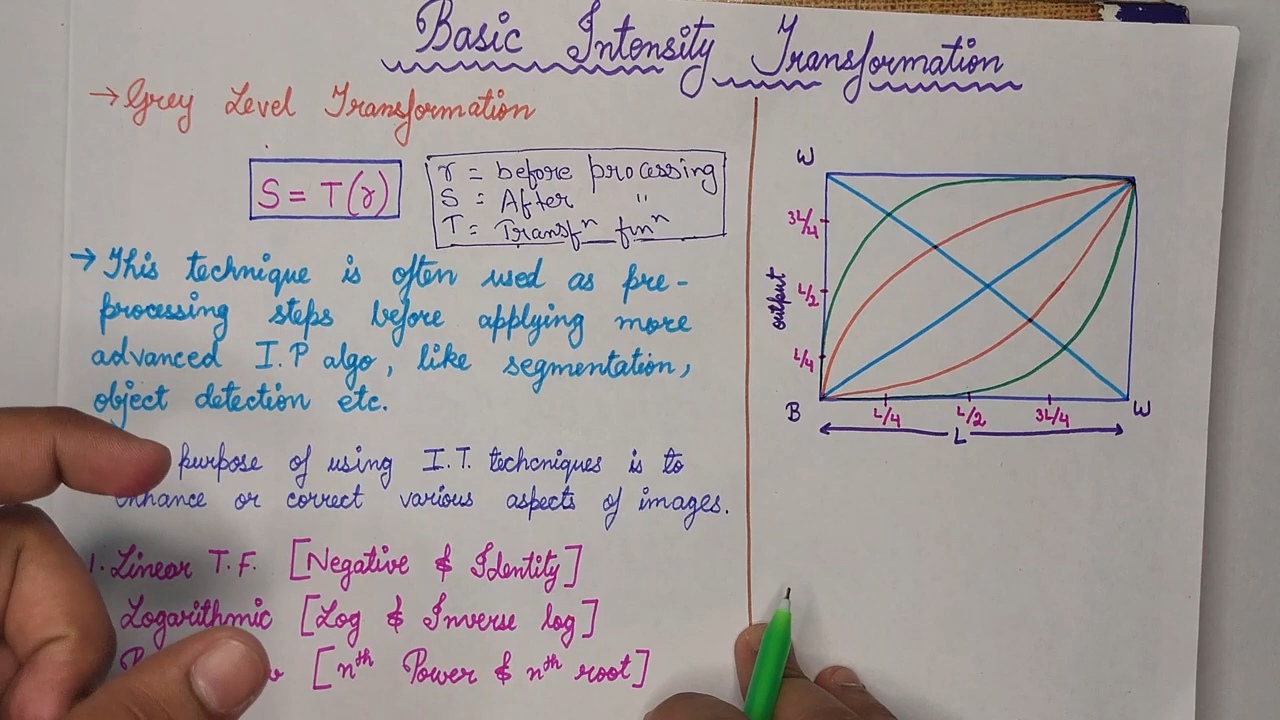 Basic Intensity Transformation
→ Grey Level Transformation
S = T(r)
r = before processing
S = After "
T = Transfⁿ finⁿ
→ This technique is often used as pre-
processing steps before applying more
advanced I.P algo, like segmentation,
object detection etc.
purpose of using I.T. techcniques is to
enhance or correct various aspects of images.
1. Linear T.F. [Negative & Identity]
Logarithmic [Log & Inverse log]
[nth Power & nth root]
W
3L/4
L/2
L/4
output
B
L/4 L/2 3L/4
W
L